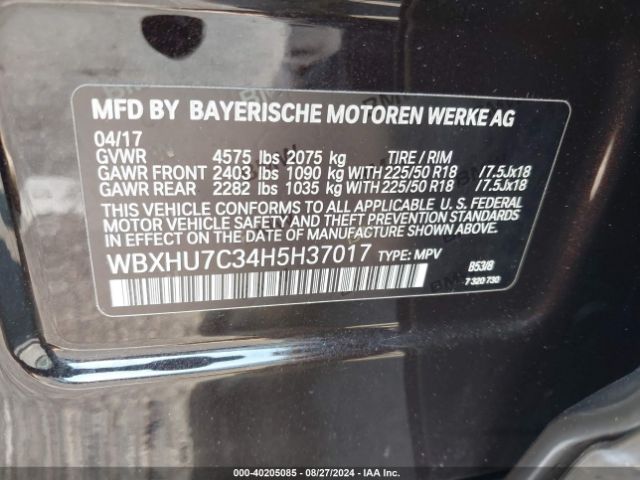 MFD BY BAYERISCHE MOTOREN WERKE AG
04/17
GVWR 4575 lbs 2075 kg TIRE / RIM
GAWR FRONT 2403 lbs 1090 kg WITH 225/50 R18 /7.5Jx18
GAWR REAR 2282 lbs 1035 kg WITH 225/50 R18 /7.5Jx18
THIS VEHICLE CONFORMS TO ALL APPLICABLE U. S. FEDERAL
MOTOR VEHICLE SAFETY AND THEFT PREVENTION STANDARDS
IN EFFECT ON THE DATE OF MANUFACTURE SHOWN ABOVE.
WBXHU7C34H5H37017 TYPE: MPV
B53/8
7 320 730
000-40205085 - 08/27/2024 - IAA Inc.